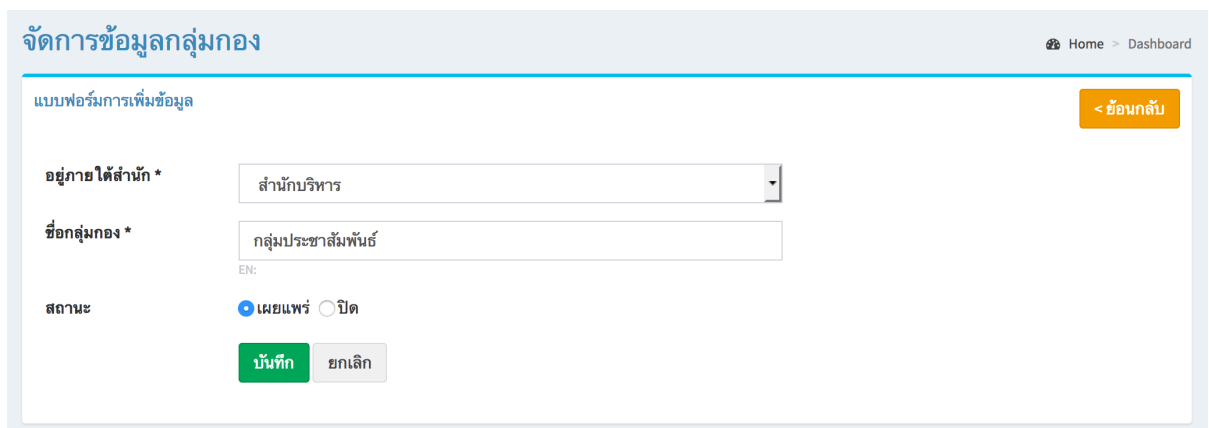 จัดการข้อมูลกลุ่มกอง
Home > Dashboard
แบบฟอร์มการเพิ่มข้อมูล
< ย้อนกลับ
อยู่ภายใต้สำนัก *
สำนักบริหาร
ชื่อกลุ่มกอง *
กลุ่มประชาสัมพันธ์
EN:
สถานะ
เผยแพร่ ปิด
บันทึก ยกเลิก